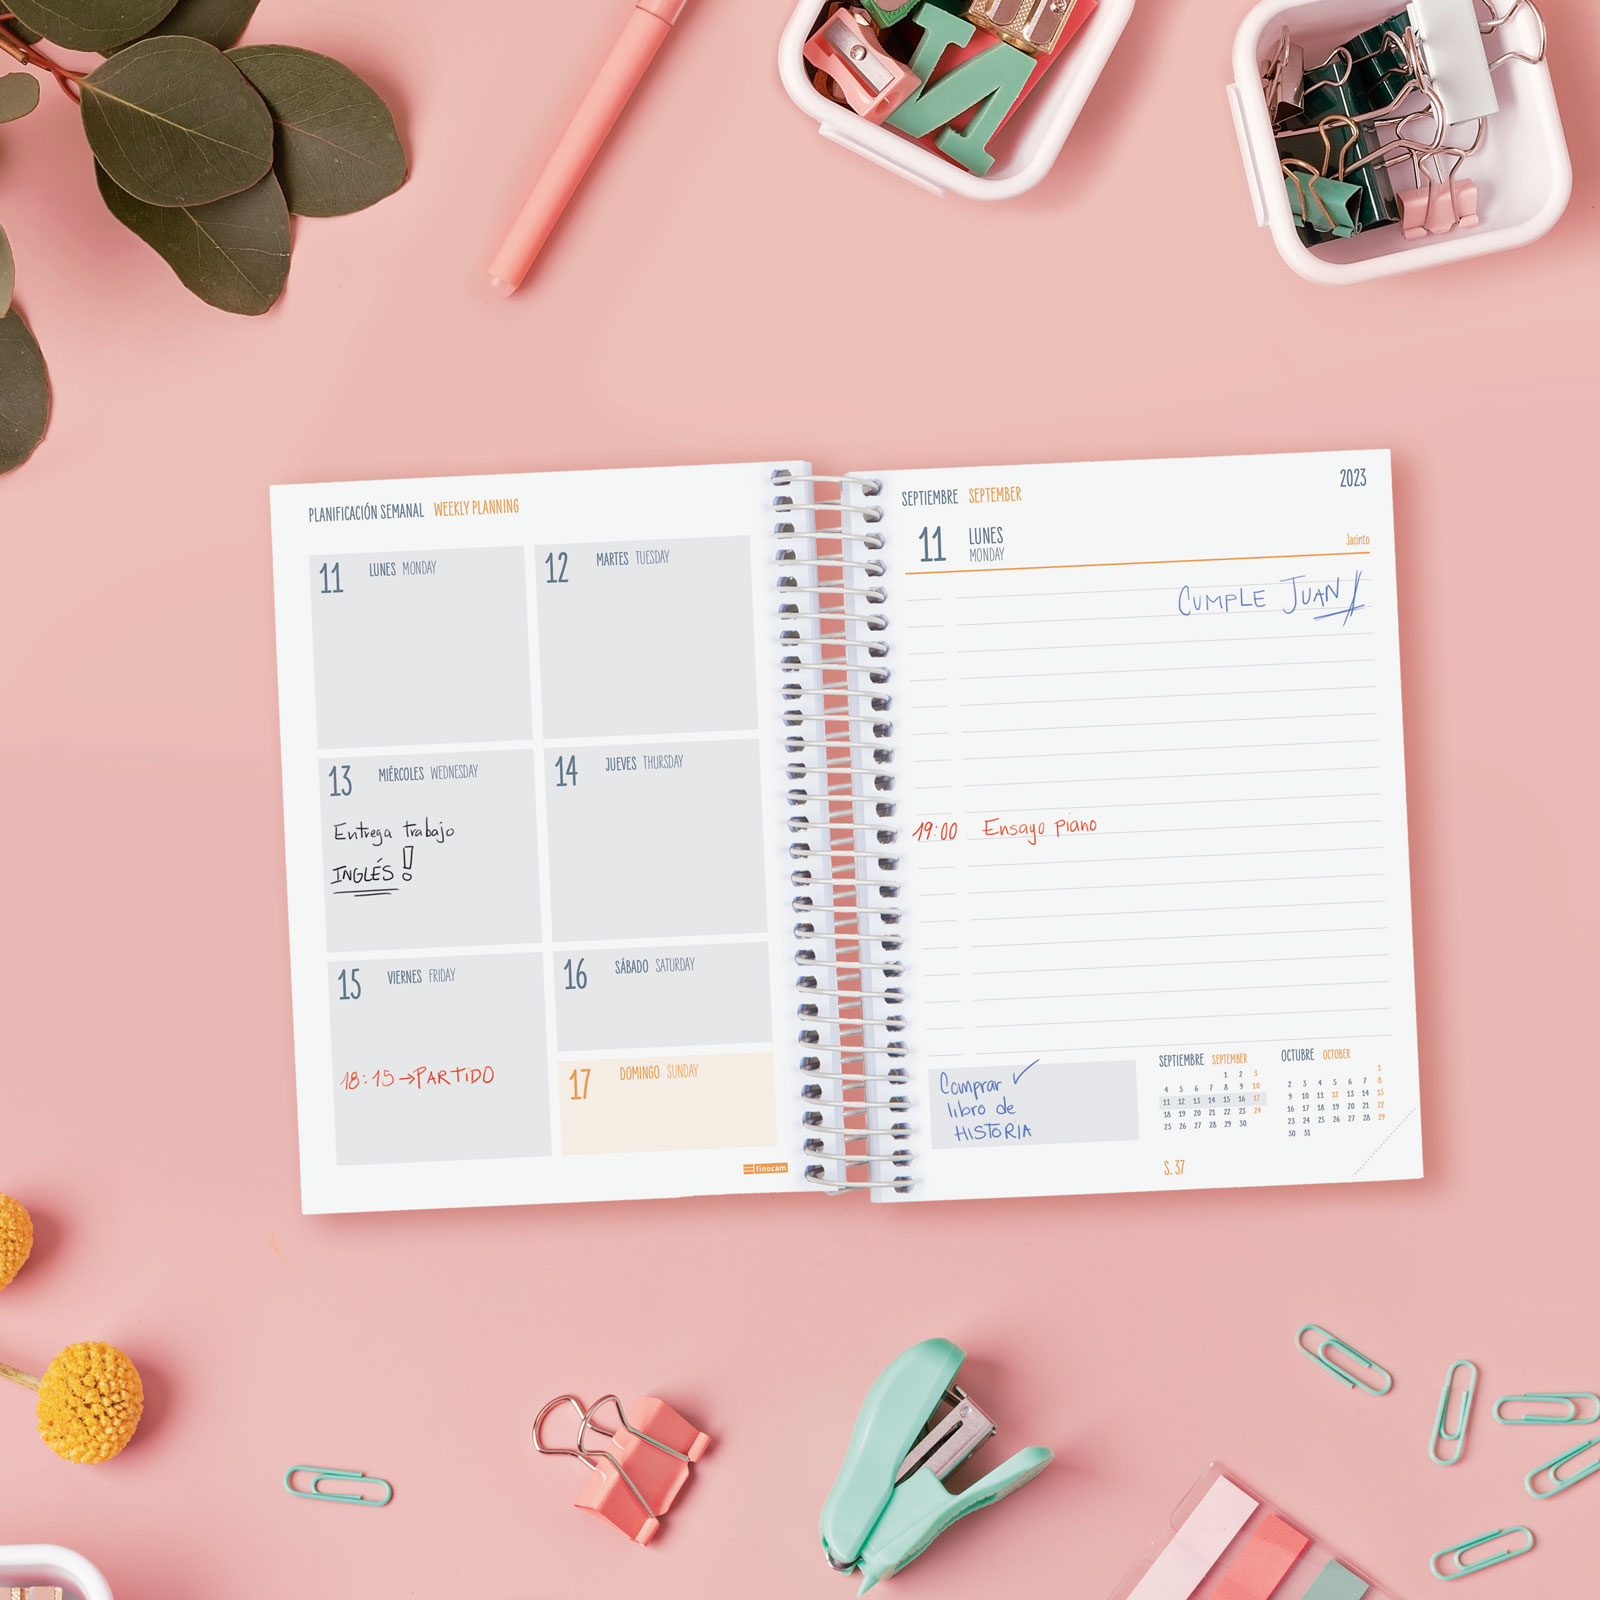 PLANIFICACIÓN SEMANAL WEEKLY PLANNING
11 LUNES MONDAY
12 MARTES TUESDAY
13 MIÉRCOLES WEDNESDAY
Entrega trabajo
INGLÉS!
14 JUEVES THURSDAY
15 VIERNES FRIDAY
18:15→PARTIDO
16 SÁBADO SATURDAY
17 DOMINGO SUNDAY
finocam
2023
SEPTIEMBRE SEPTEMBER
11 LUNES
MONDAY
Jacinto
CUMPLE JUAN
19:00 Ensayo piano
Comprar ✓
libro de
HISTORIA
SEPTIEMBRE SEPTEMBER
1 2 3
4 5 6 7 8 9 10
11 12 13 14 15 16 17
18 19 20 21 22 23 24
25 26 27 28 29 30
OCTUBRE OCTOBER
1
2 3 4 5 6 7 8
9 10 11 12 13 14 15
16 17 18 19 20 21 22
23 24 25 26 27 28 29
30 31
S. 37